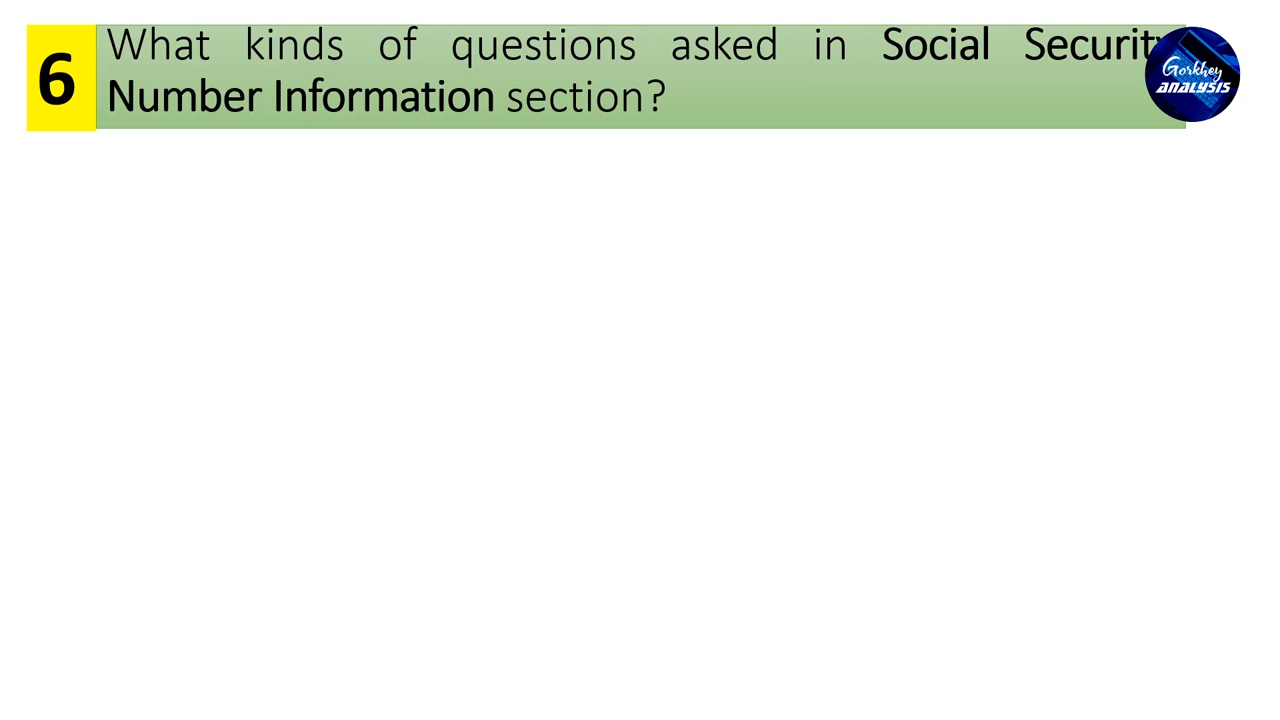 6
What kinds of questions asked in Social Security
Number Information section?
Gorkhey
ANALYSIS